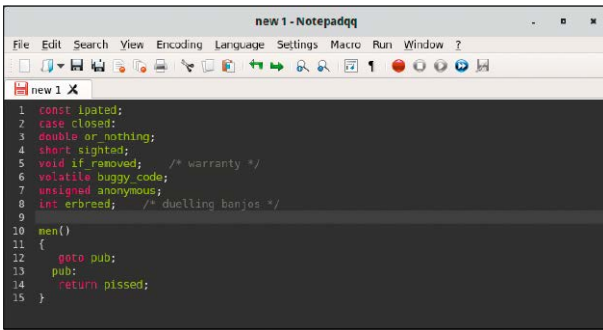 new 1 - Notepadqq
File Edit Search View Encoding Language Settings Macro Run Window ?
new 1 X
1 const ipated;
2 case closed:
3 double or_nothing;
4 short sighted;
5 void if_removed; /* warranty */
6 volatile buggy_code;
7 unsigned anonymous;
8 int erbreed; /* duelling banjos */
9
10 men()
11 {
12 goto pub;
13 pub:
14 return pissed;
15 }